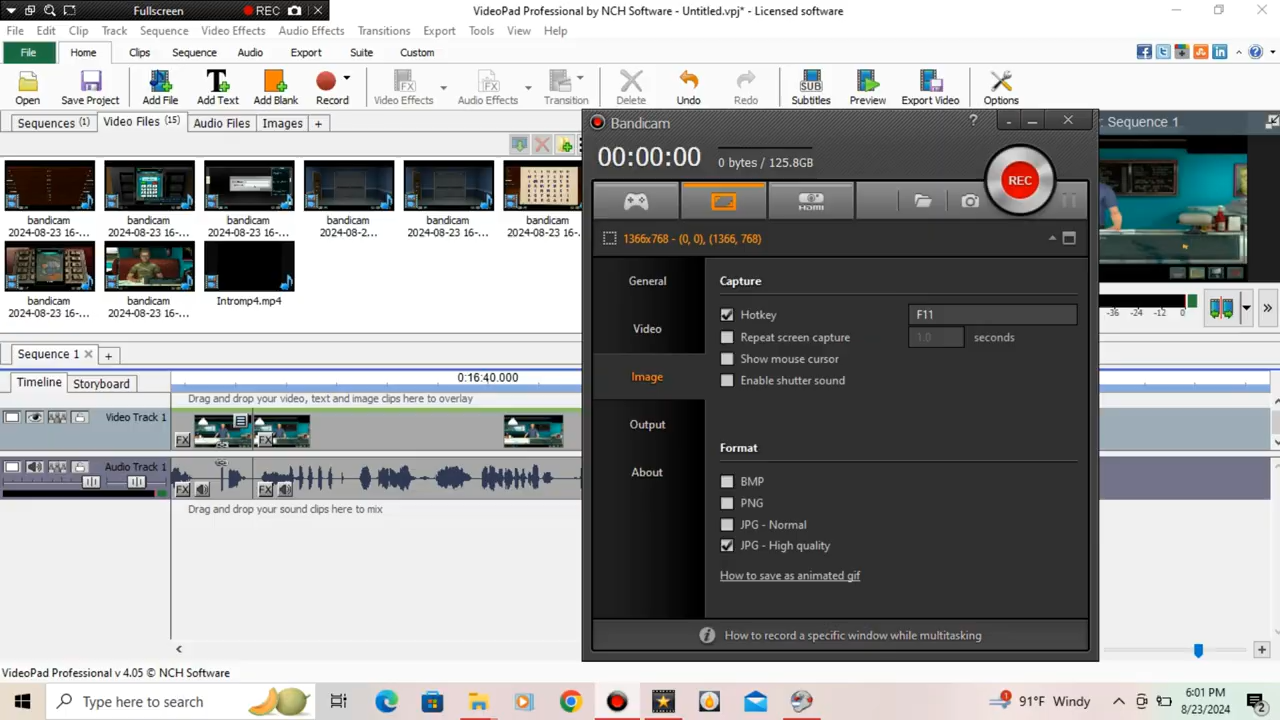 Fullscreen
REC
VideoPad Professional by NCH Software - Untitled.vpj* - Licensed software
File Edit Clip Track Sequence Video Effects Audio Effects Transitions Export Tools View Help
File Home Clips Sequence Audio Export Suite Custom
Open Save Project Add File Add Text Add Blank Record Video Effects Audio Effects Transition Delete Undo Redo Subtitles Preview Export Video Options
Sequences (1) Video Files (15) Audio Files Images +
Bandicam
: Sequence 1
00:00:00
0 bytes / 125.8GB
REC
HDMI
bandicam
2024-08-23 16-...
bandicam
2024-08-23 16-...
bandicam
2024-08-23 16-...
bandicam
2024-08-2...
bandicam
2024-08-23 16-...
bandicam
2024-08-23 16-...
bandicam
2024-08-23 16-...
bandicam
2024-08-23 16-...
Intromp4.mp4
1366x768 - (0, 0), (1366, 768)
General
Video
Image
Output
About
Capture
Hotkey
F11
Repeat screen capture
1.0
seconds
Show mouse cursor
Enable shutter sound
Format
BMP
PNG
JPG - Normal
JPG - High quality
How to save as animated gif
How to record a specific window while multitasking
-36 -24 -12 0
Sequence 1
Timeline Storyboard
0:16:40.000
Drag and drop your video, text and image clips here to overlay
Video Track 1
FX FX
Audio Track 1
FX FX
Drag and drop your sound clips here to mix
VideoPad Professional v 4.05 © NCH Software
Type here to search
91°F Windy
6:01 PM
8/23/2024